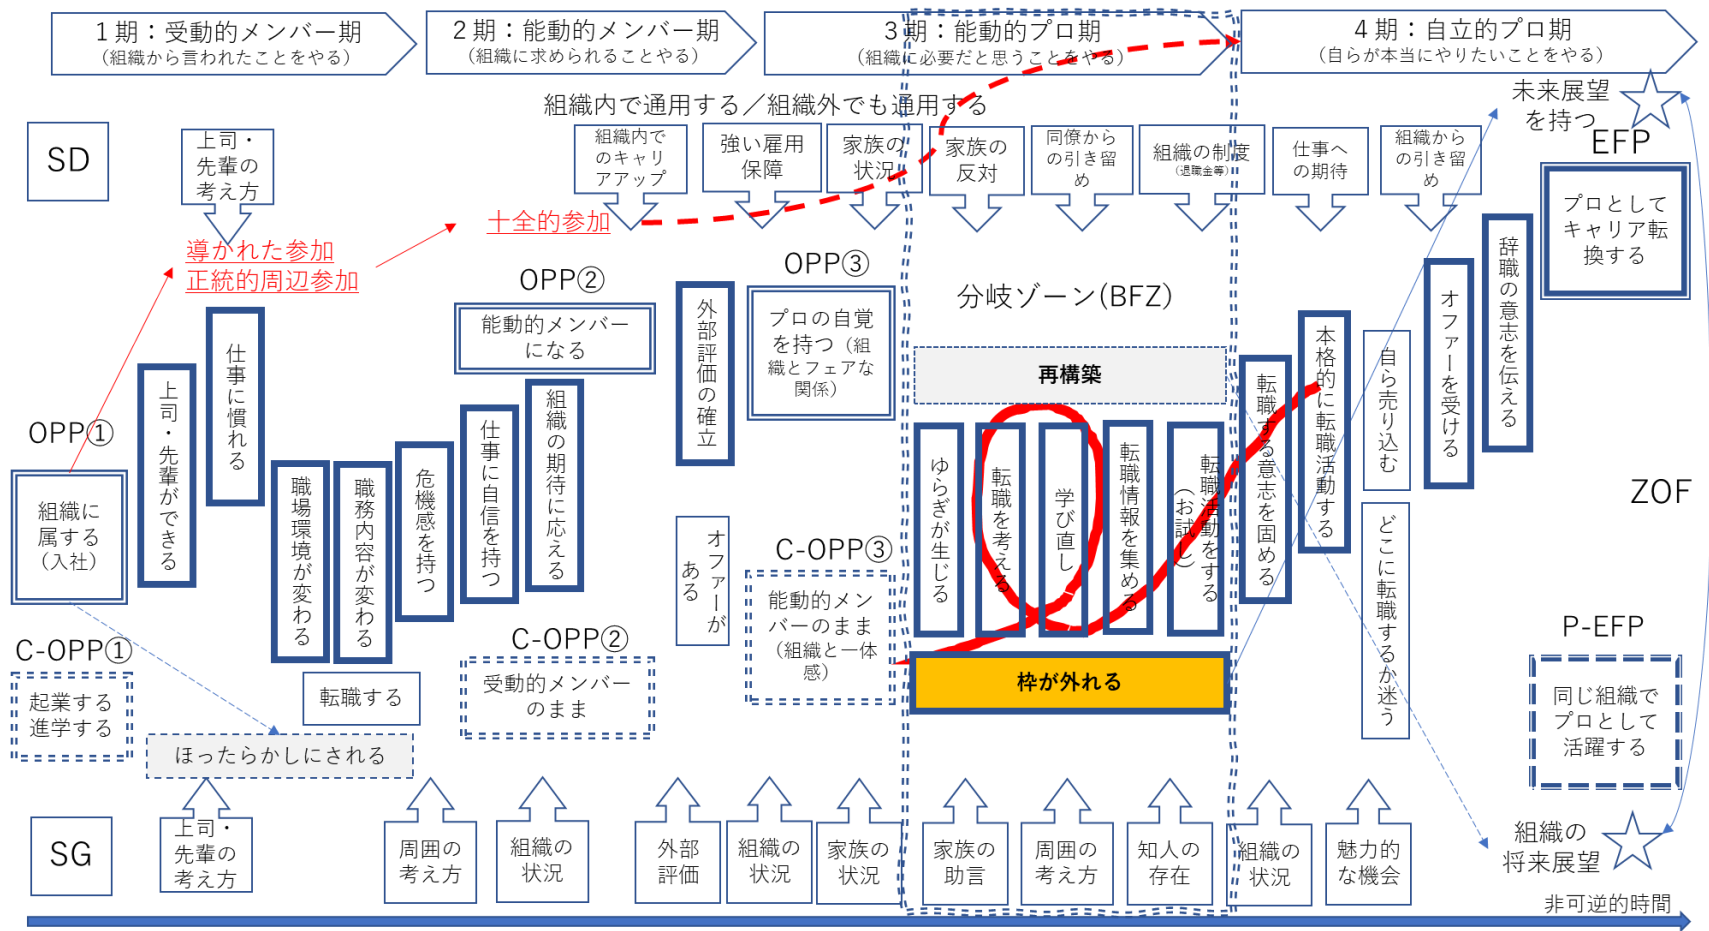 1期：受動的メンバー期
(組織から言われたことをやる)
2期：能動的メンバー期
(組織に求められることやる)
3期：能動的プロ期
(組織に必要だと思うことをやる)
4期：自立的プロ期
(自らが本当にやりたいことをやる)
組織内で通用する／組織外でも通用する
未来展望
を持つ
SD
上司・
先輩の
考え方
組織内で
のキャリ
アアップ
強い雇用
保障
家族の
状況
家族の
反対
同僚から
の引き留
め
組織の制度
(退職金等)
仕事へ
の期待
組織から
の引き留
め
EFP
プロとして
キャリア転
換する
導かれた参加
正統的周辺参加
十全的参加
OPP①
組織に
属する
（入社）
上司・先輩ができる
仕事に慣れる
職場環境が変わる
職務内容が変わる
危機感を持つ
仕事に自信を持つ
OPP②
能動的メンバー
になる
組織の期待に応える
外部評価の確立
OPP③
プロの自覚
を持つ（組
織とフェアな
関係）
分岐ゾーン(BFZ)
再構築
ゆらぎが生じる
転職を考える
学び直し
転職情報を集める
転職活動をする
（お試し）
転職する意志を固める
本格的に転職活動する
自ら売り込む
オファーを受ける
辞職の意志を伝える
ZOF
オファーが
ある
C-OPP③
能動的メン
バーのまま
（組織と一体
感）
どこに転職するか迷う
C-OPP①
起業する
進学する
転職する
ほったらかしにされる
C-OPP②
受動的メンバー
のまま
枠が外れる
P-EFP
同じ組織で
プロとして
活躍する
SG
上司・
先輩の
考え方
周囲の
考え方
組織の
状況
外部
評価
組織の
状況
家族の
状況
家族の
助言
周囲の
考え方
知人の
存在
組織の
状況
魅力的
な機会
組織の
将来展望
非可逆的時間